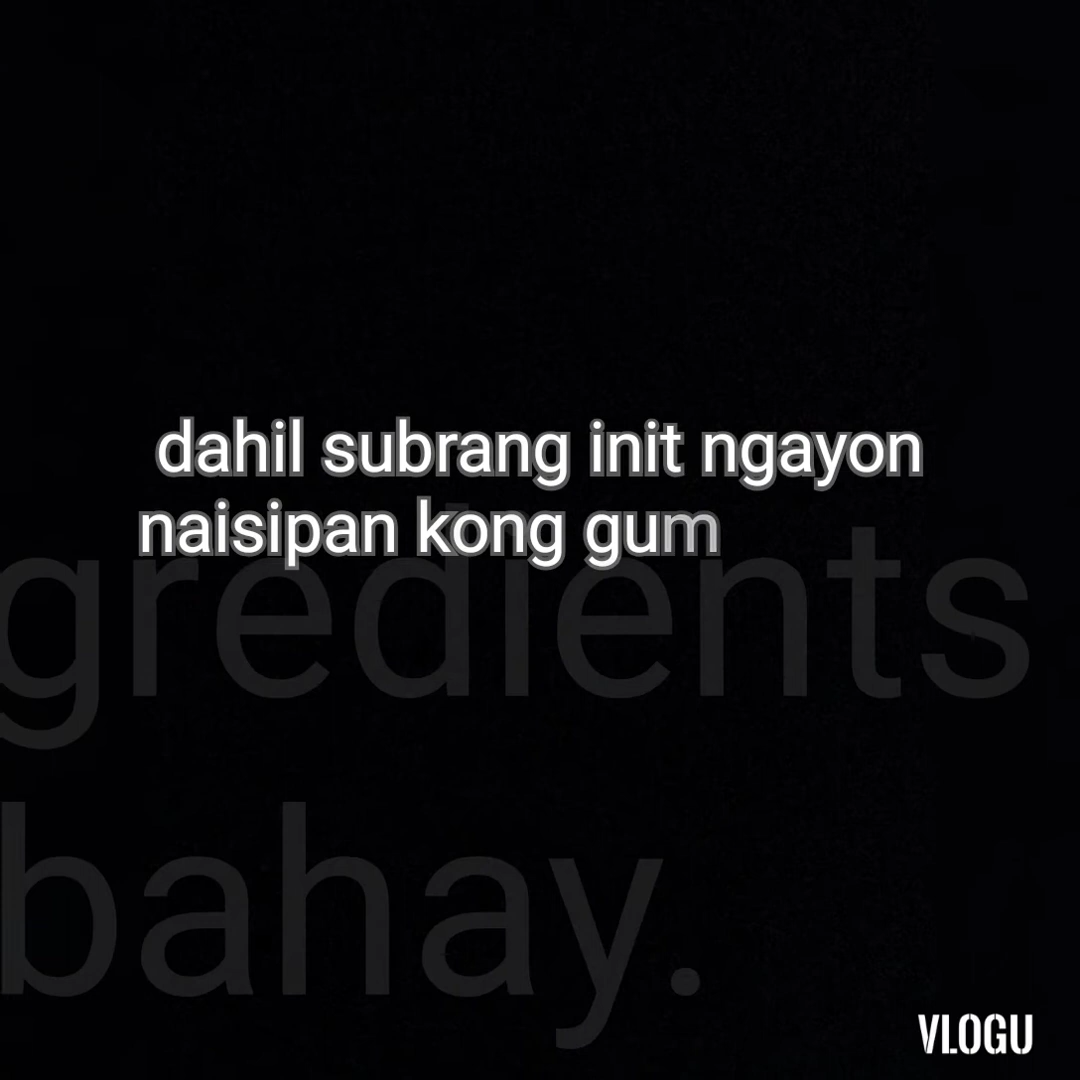 dahil subrang init ngayon
naisipan kong gum
gredients
bahay.
VLOGU